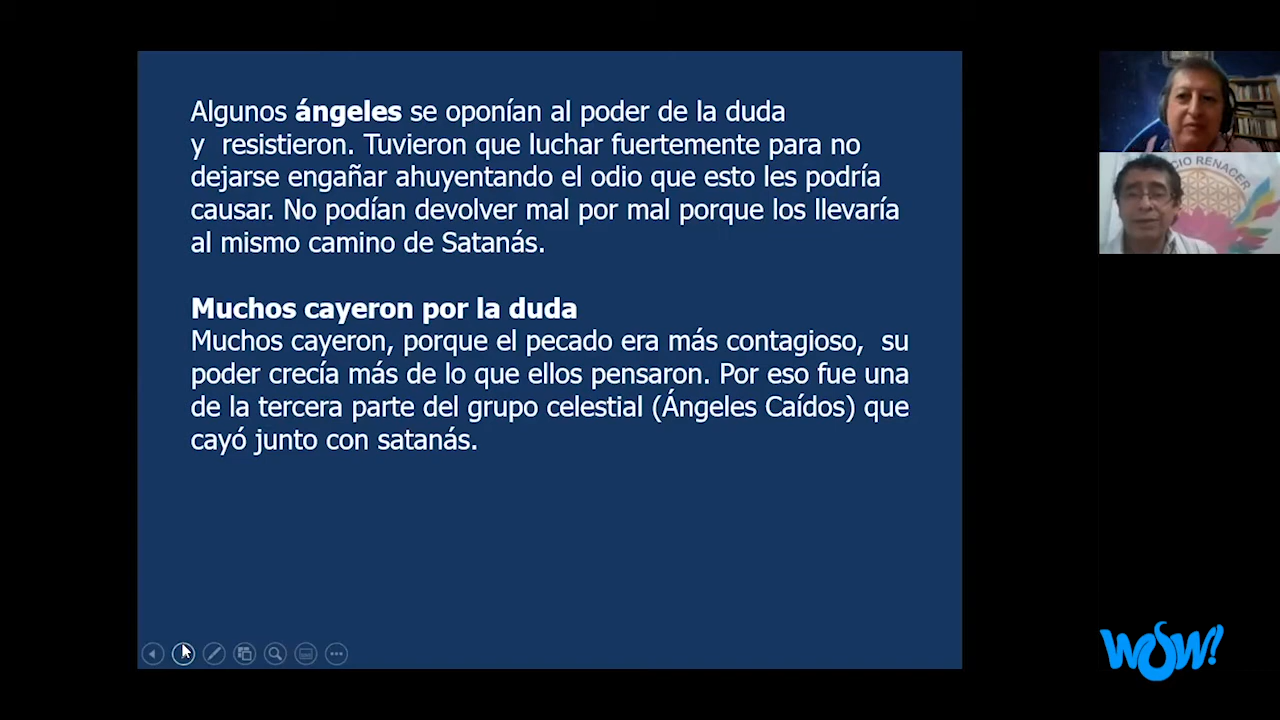 Algunos ángeles se oponían al poder de la duda
y resistieron. Tuvieron que luchar fuertemente para no
dejarse engañar ahuyentando el odio que esto les podría
causar. No podían devolver mal por mal porque los llevaría
al mismo camino de Satanás.
Muchos cayeron por la duda
Muchos cayeron, porque el pecado era más contagioso, su
poder crecía más de lo que ellos pensaron. Por eso fue una
de la tercera parte del grupo celestial (Ángeles Caídos) que
cayó junto con satanás.
RENACER
WOW!